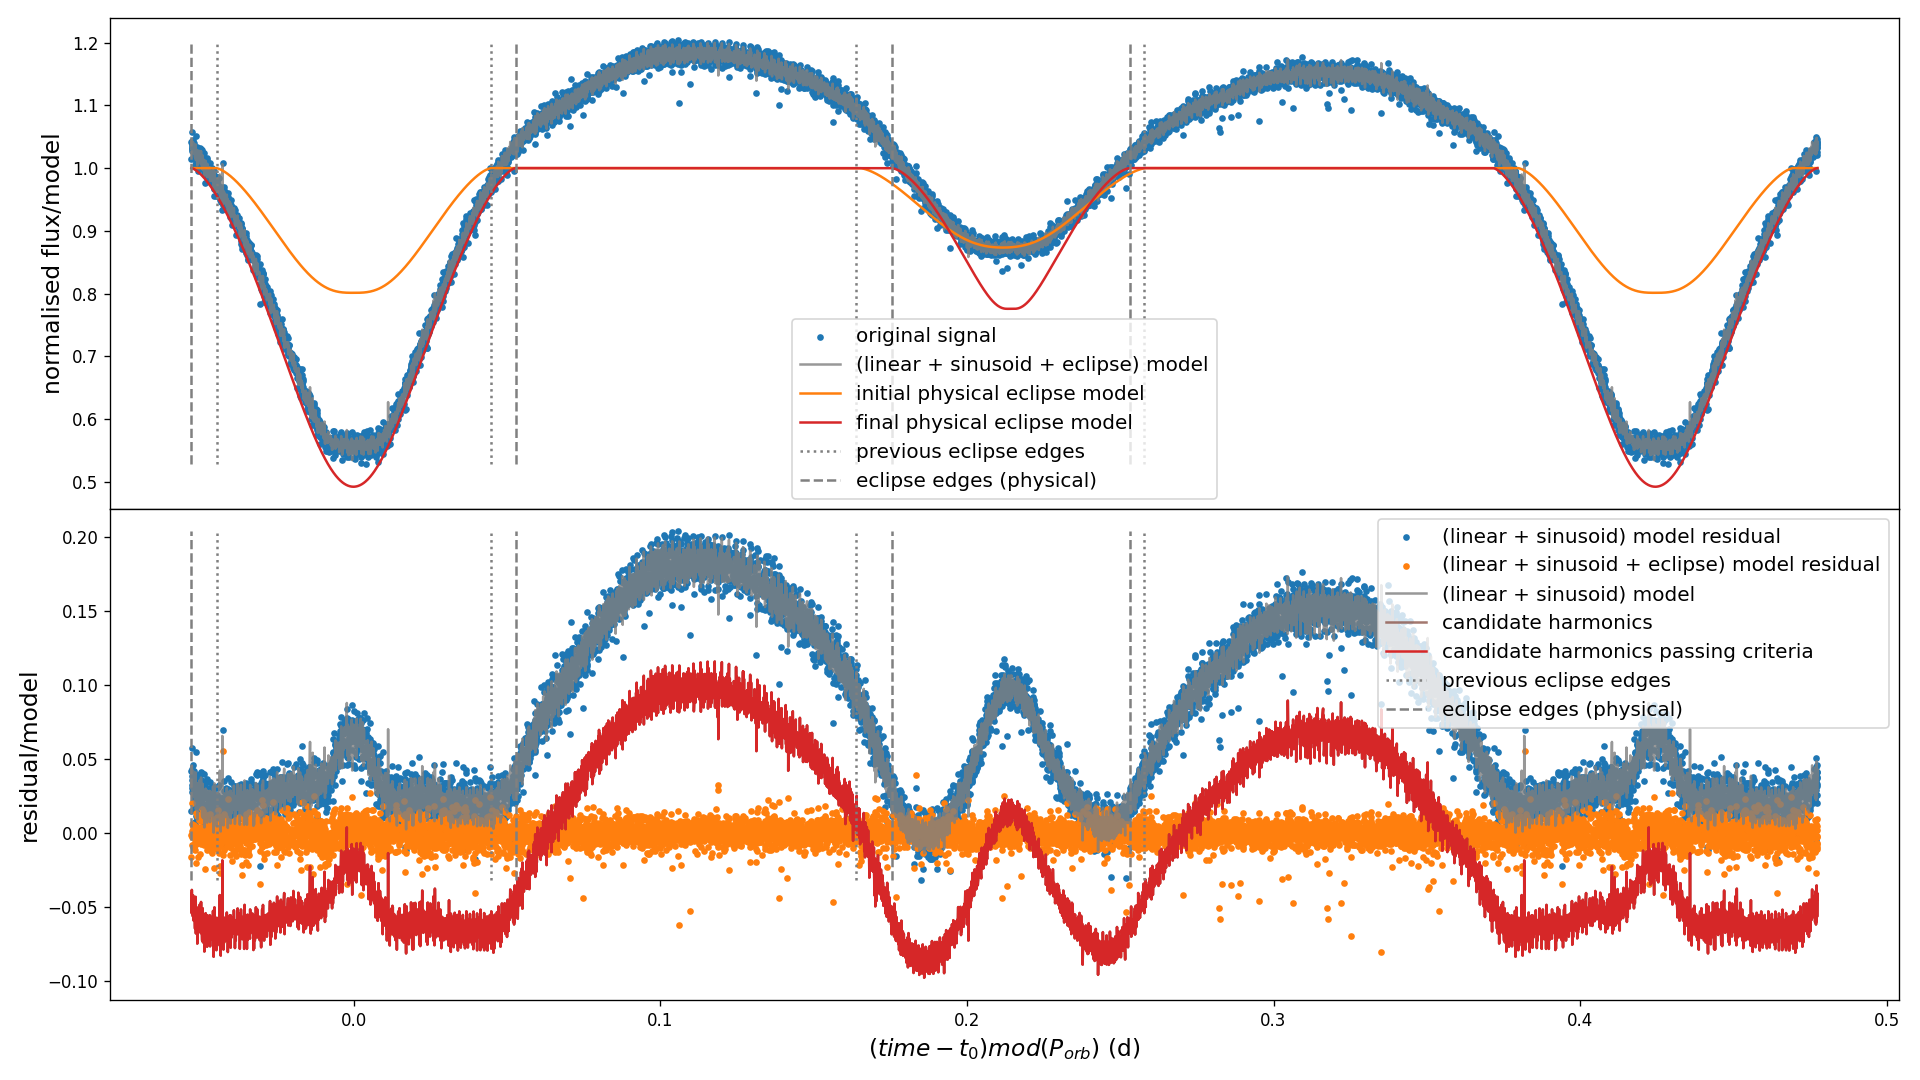 normalised flux/model
1.2
1.1
1.0
0.9
0.8
0.7
0.6
0.5
original signal
(linear + sinusoid + eclipse) model
initial physical eclipse model
final physical eclipse model
previous eclipse edges
eclipse edges (physical)
residual/model
0.20
0.15
0.10
0.05
0.00
−0.05
−0.10
(linear + sinusoid) model residual
(linear + sinusoid + eclipse) model residual
(linear + sinusoid) model
candidate harmonics
candidate harmonics passing criteria
previous eclipse edges
eclipse edges (physical)
0.0 0.1 0.2 0.3 0.4 0.5
(time − t₀)mod(P_orb) (d)